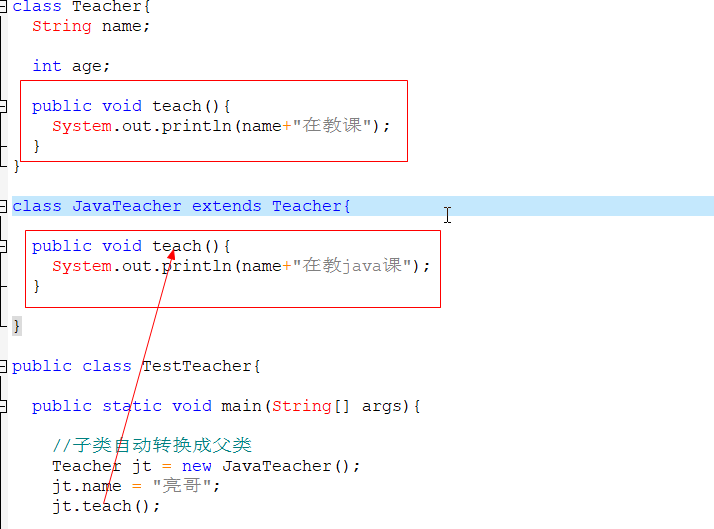 class Teacher{
String name;
int age;
public void teach(){
System.out.println(name+"在教课");
}
}
class JavaTeacher extends Teacher{
public void teach(){
System.out.println(name+"在教java课");
}
}
public class TestTeacher{
public static void main(String[] args){
//子类自动转换成父类
Teacher jt = new JavaTeacher();
jt.name = "亮哥";
jt.teach();